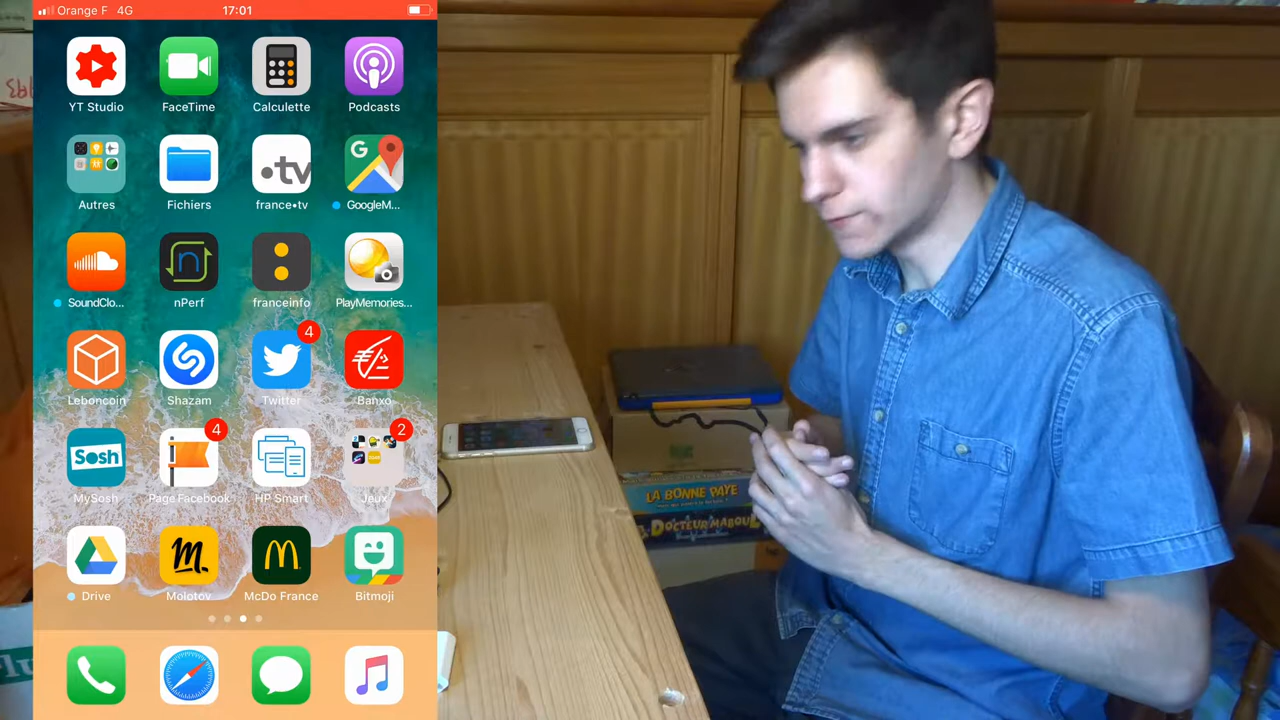 Orange F 4G 17:01
YT Studio FaceTime Calculette Podcasts
G
Autres Fichiers france•tv GoogleM...
•tv
n
SoundClo... nPerf franceinfo PlayMemories...
4
Leboncoin Shazam Twitter Banxo
Sosh 4 2
MySosh Page Facebook HP Smart Jeux
m.
Drive Molotov McDo France Bitmoji
LA BONNE PAYE
DOCTEUR MABOUL